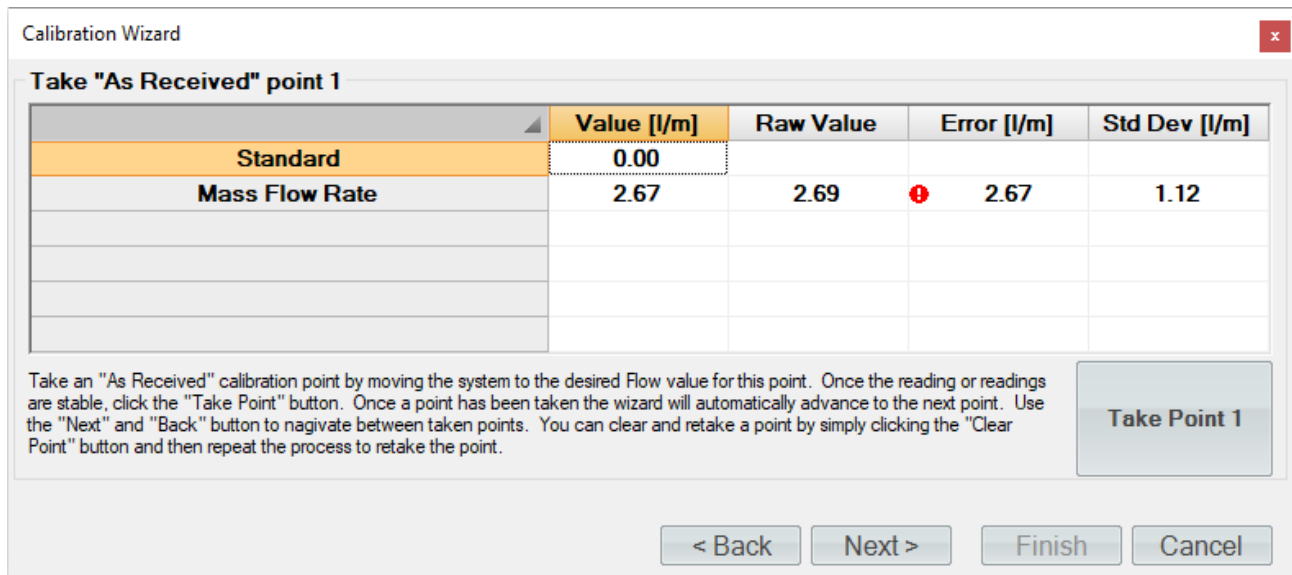 Calibration Wizard
x
Take "As Received" point 1
Value [l/m] Raw Value Error [l/m] Std Dev [l/m]
Standard 0.00
Mass Flow Rate 2.67 2.69 2.67 1.12
Take an "As Received" calibration point by moving the system to the desired Flow value for this point. Once the reading or readings
are stable, click the "Take Point" button. Once a point has been taken the wizard will automatically advance to the next point. Use
the "Next" and "Back" button to nagivate between taken points. You can clear and retake a point by simply clicking the "Clear
Point" button and then repeat the process to retake the point.
Take Point 1
< Back Next > Finish Cancel